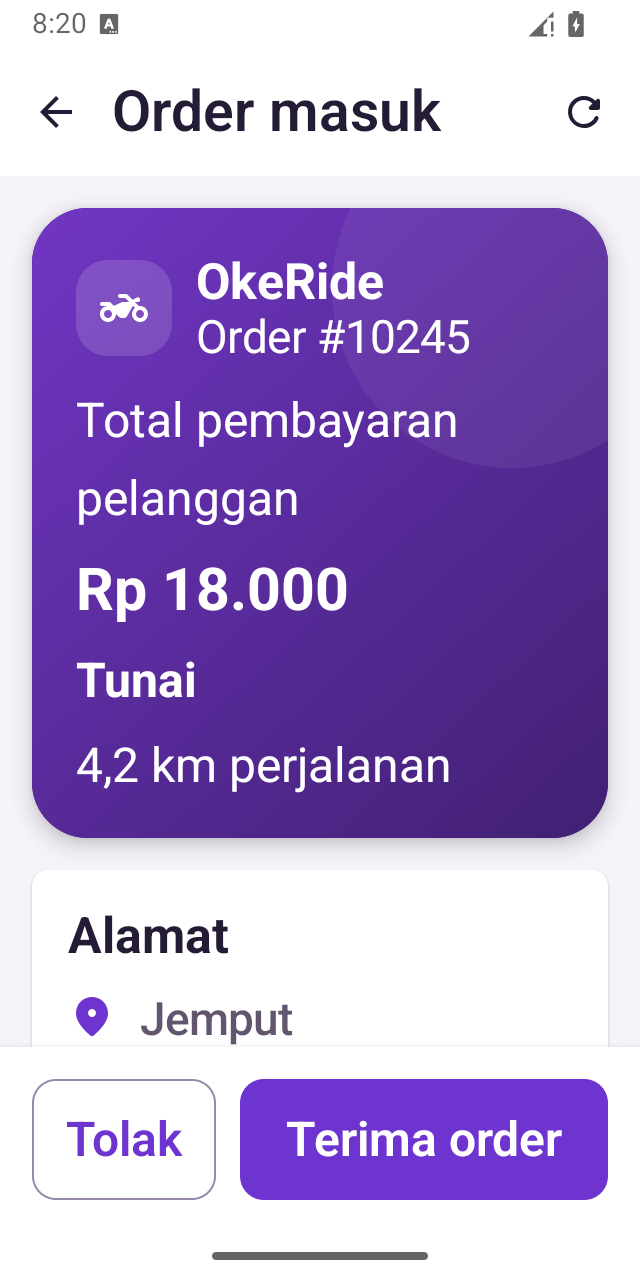 8:20
Order masuk
OkeRide
Order #10245
Total pembayaran
pelanggan
Rp 18.000
Tunai
4,2 km perjalanan
Alamat
Jemput
Tolak
Terima order